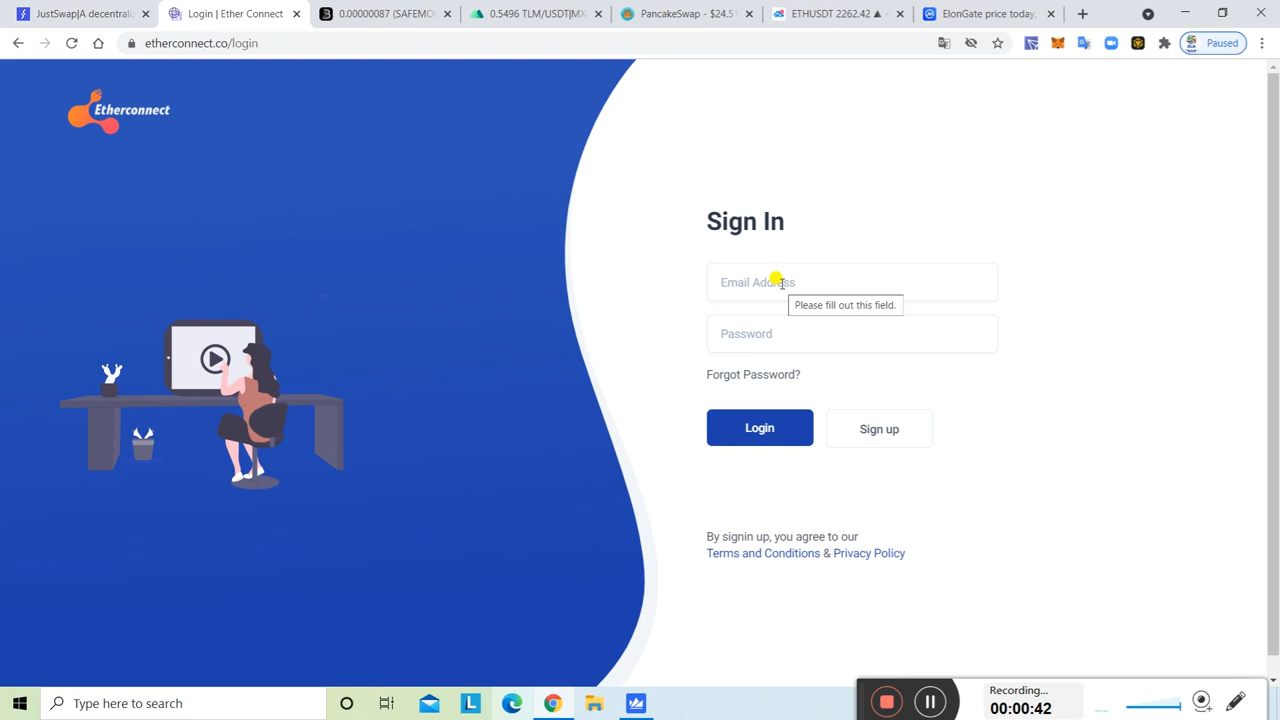 JustSwap|A decentrali
Login | Ether Connect
0.00000087 (SAFEMO
0.5496 TLM/USDT|MX
PancakeSwap - $24.51
ETHUSDT 2262.42 ▲
ElonGate price today,
etherconnect.co/login
Paused
Etherconnect
Sign In
Email Address
Please fill out this field.
Password
Forgot Password?
Login
Sign up
By signin up, you agree to our
Terms and Conditions & Privacy Policy
Type here to search
L
Recording...
00:00:42